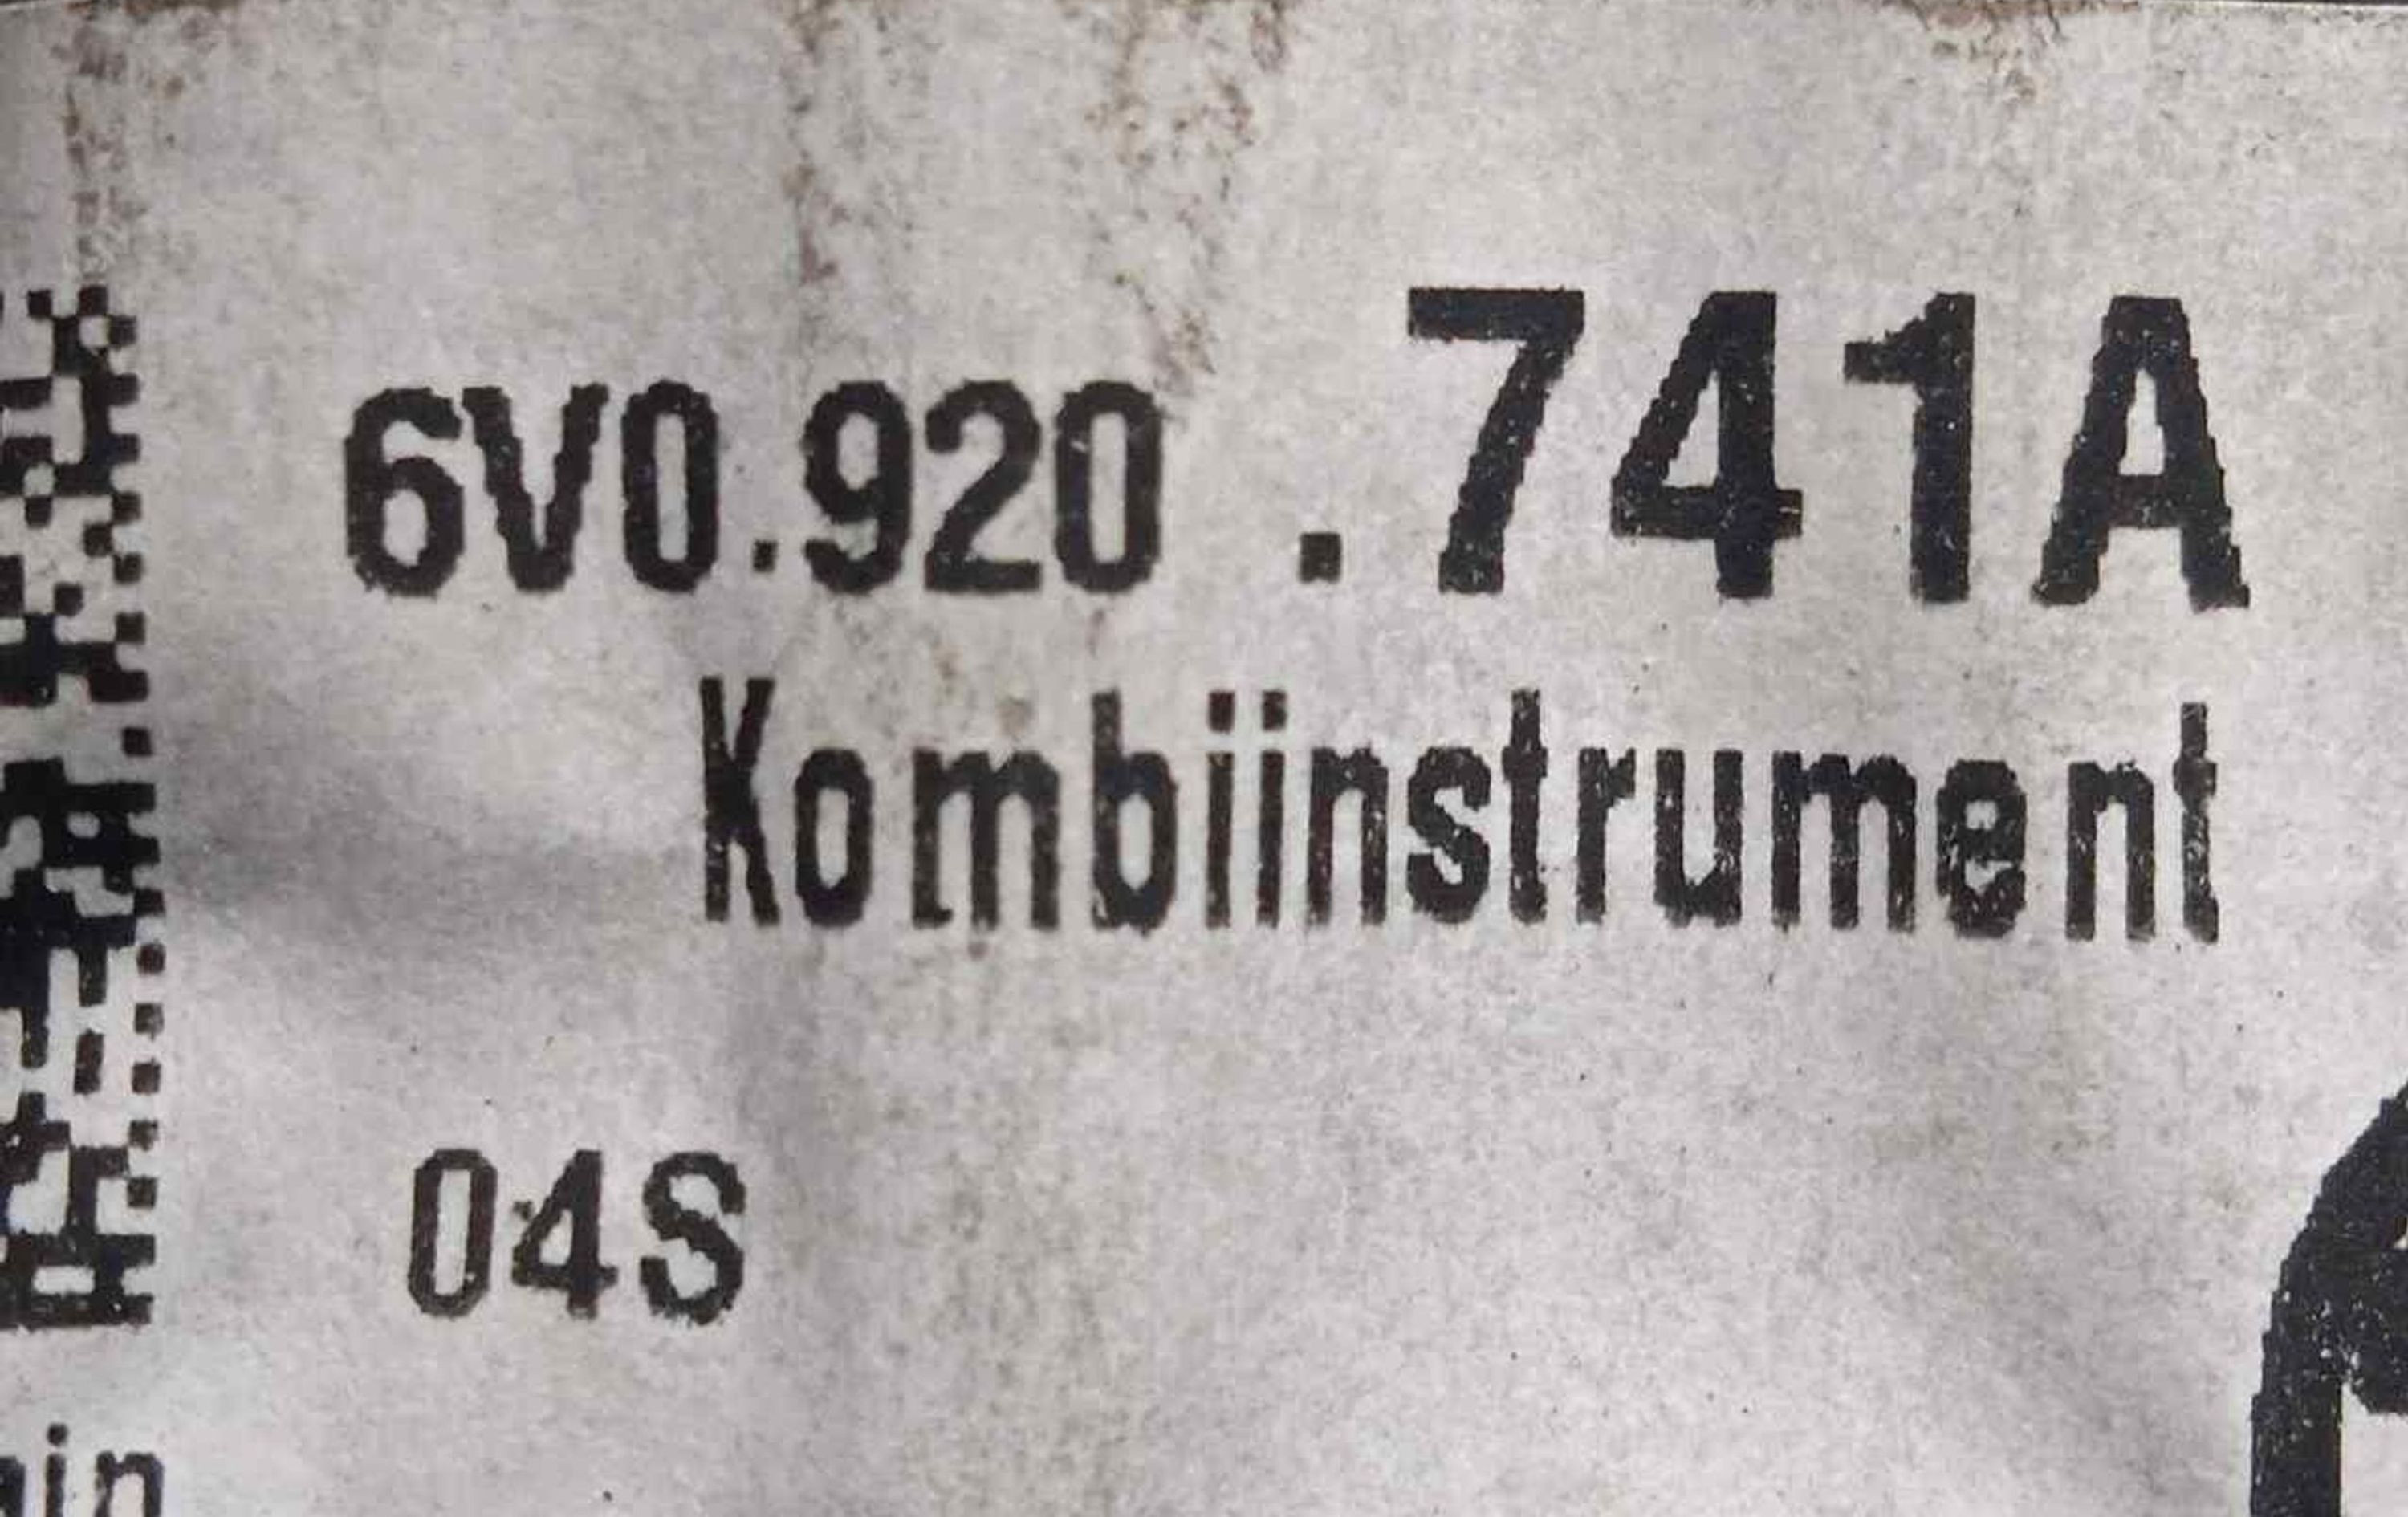 6V0.920 .741A
Kombiinstrument
04S